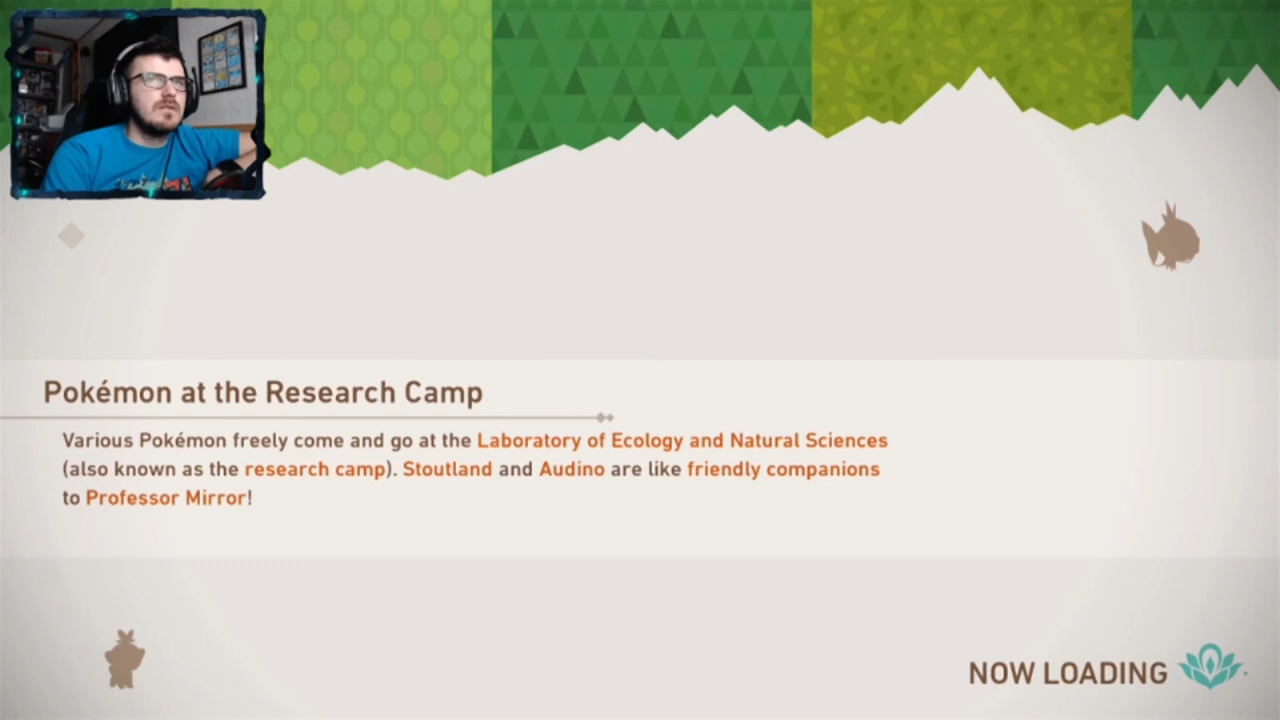 Pokémon at the Research Camp
Various Pokémon freely come and go at the Laboratory of Ecology and Natural Sciences
(also known as the research camp). Stoutland and Audino are like friendly companions
to Professor Mirror!
NOW LOADING